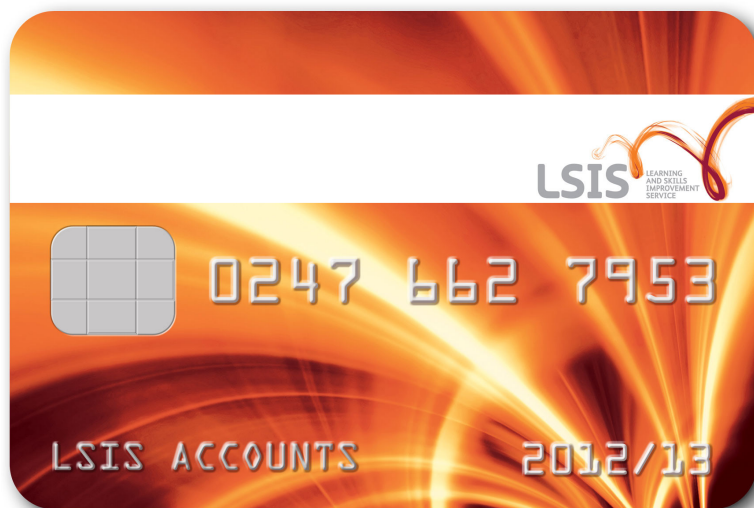 LSIS
LEARNING
AND SKILLS
IMPROVEMENT
SERVICE
0247 662 7953
LSIS ACCOUNTS
2012/13